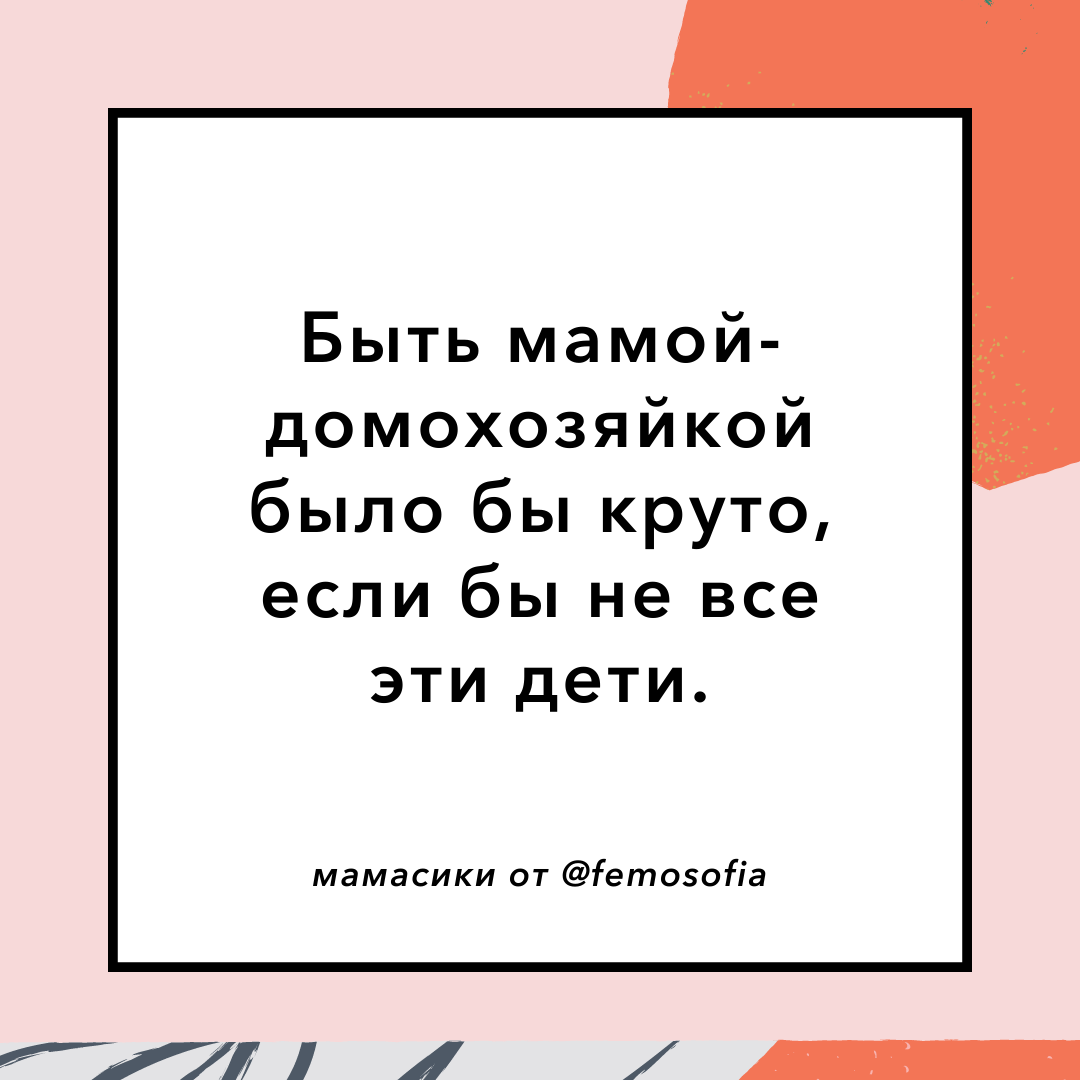 Быть мамой-
домохозяйкой
было бы круто,
если бы не все
эти дети.
мамасики от @femosofia